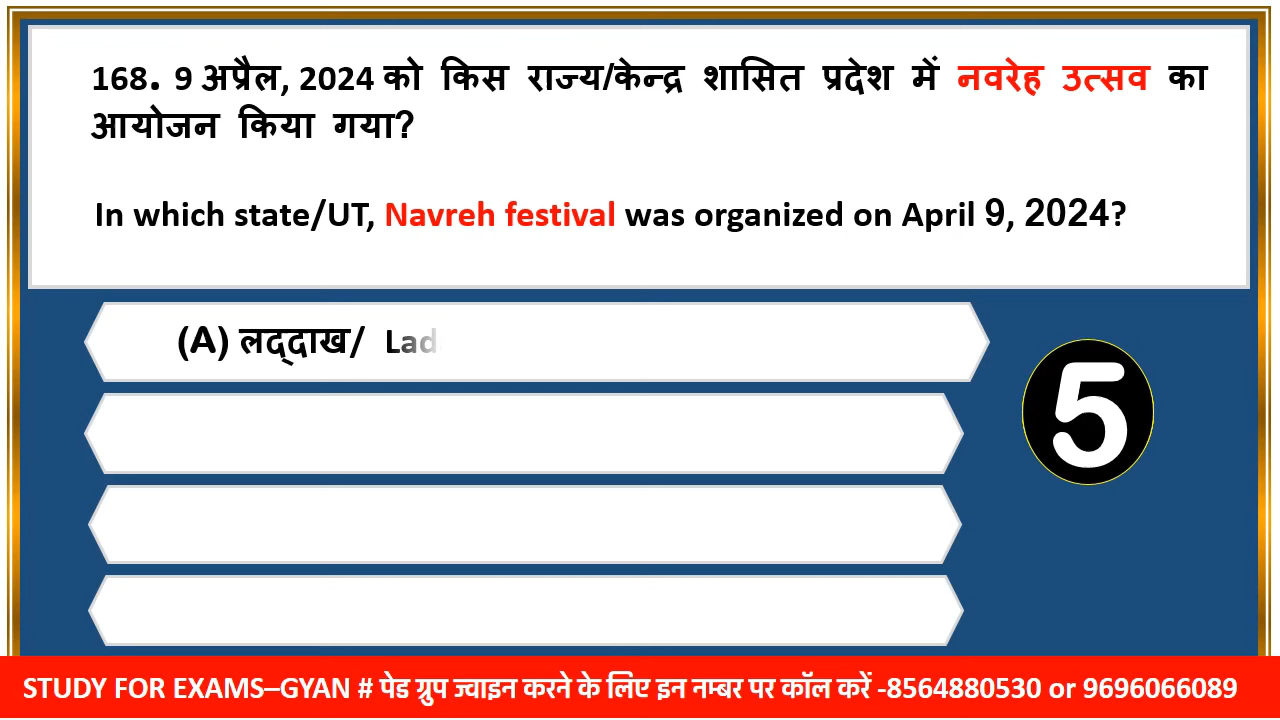 168. 9 अप्रैल, 2024 को किस राज्य/केन्द्र शासित प्रदेश में नवरेह उत्सव का
आयोजन किया गया?
In which state/UT, Navreh festival was organized on April 9, 2024?
(A) लद्दाख/ Lad
5
STUDY FOR EXAMS–GYAN # पेड ग्रुप ज्वाइन करने के लिए इन नम्बर पर कॉल करें -8564880530 or 9696066089